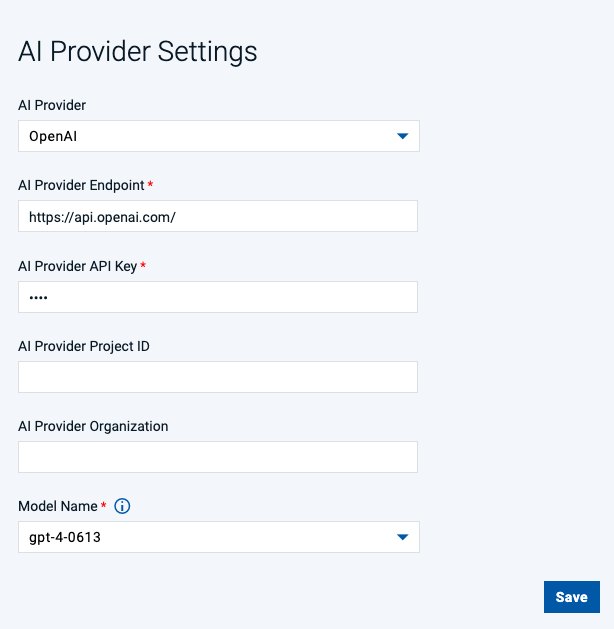 AI Provider Settings
AI Provider
OpenAI
AI Provider Endpoint *
https://api.openai.com/
AI Provider API Key *
••••
AI Provider Project ID
AI Provider Organization
Model Name *
gpt-4-0613
Save